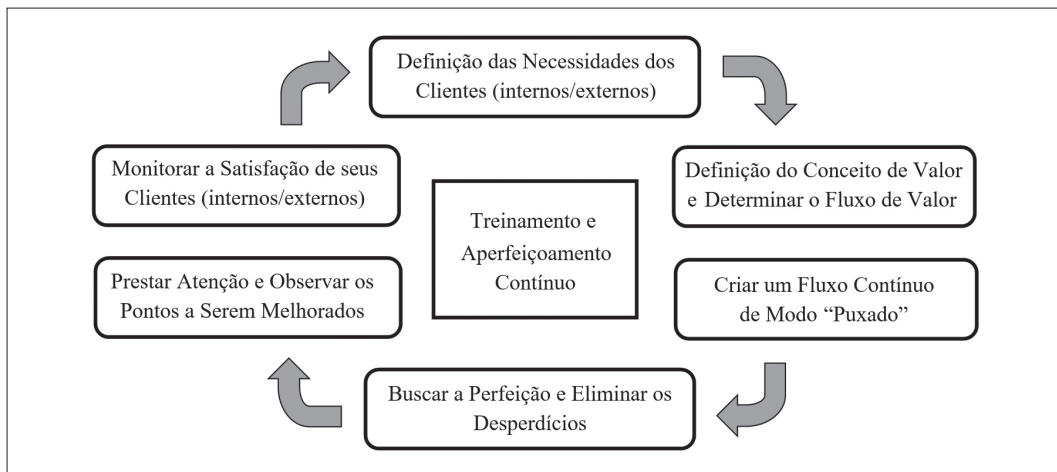 Definição das Necessidades dos
Clientes (internos/externos)
Definição do Conceito de Valor
e Determinar o Fluxo de Valor
Criar um Fluxo Contínuo
de Modo “Puxado”
Buscar a Perfeição e Eliminar os
Desperdícios
Prestar Atenção e Observar os
Pontos a Serem Melhorados
Monitorar a Satisfação de seus
Clientes (internos/externos)
Treinamento e
Aperfeiçoamento
Contínuo